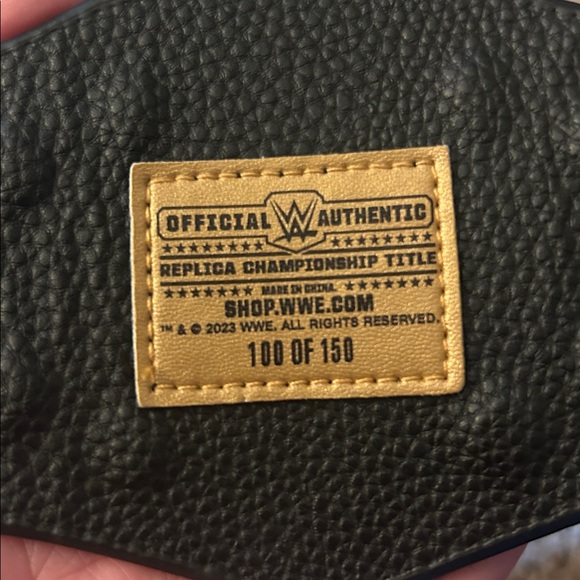 OFFICIAL W AUTHENTIC
REPLICA CHAMPIONSHIP TITLE
MADE IN CHINA
SHOP.WWE.COM
™ & © 2023 WWE. ALL RIGHTS RESERVED.
100 OF 150